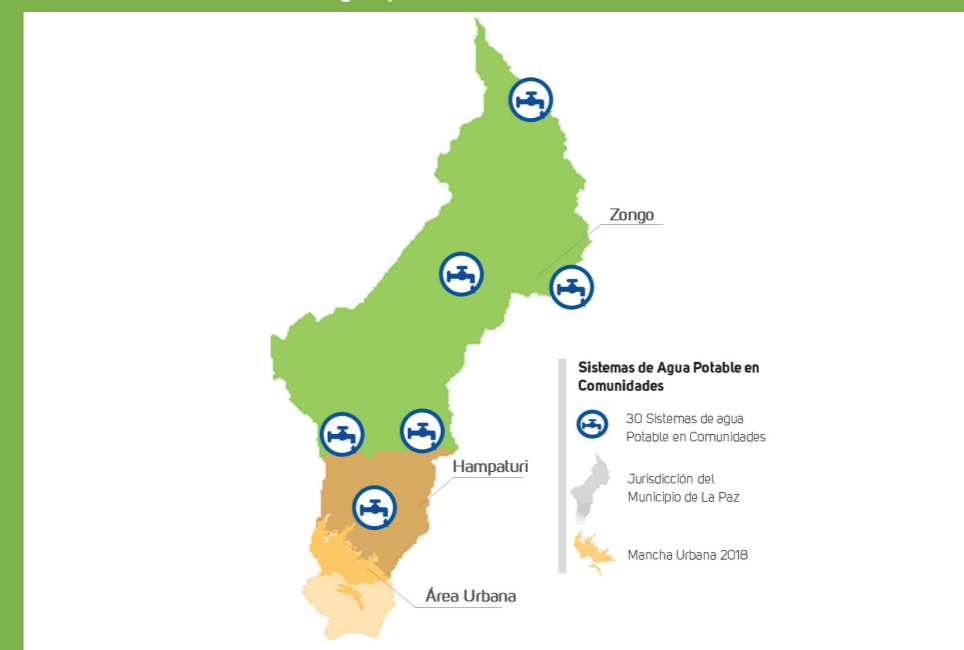 Zongo
Hampaturi
Área Urbana
Sistemas de Agua Potable en
Comunidades
30 Sistemas de agua
Potable en Comunidades
Jurisdicción del
Municipio de La Paz
Mancha Urbana 2018